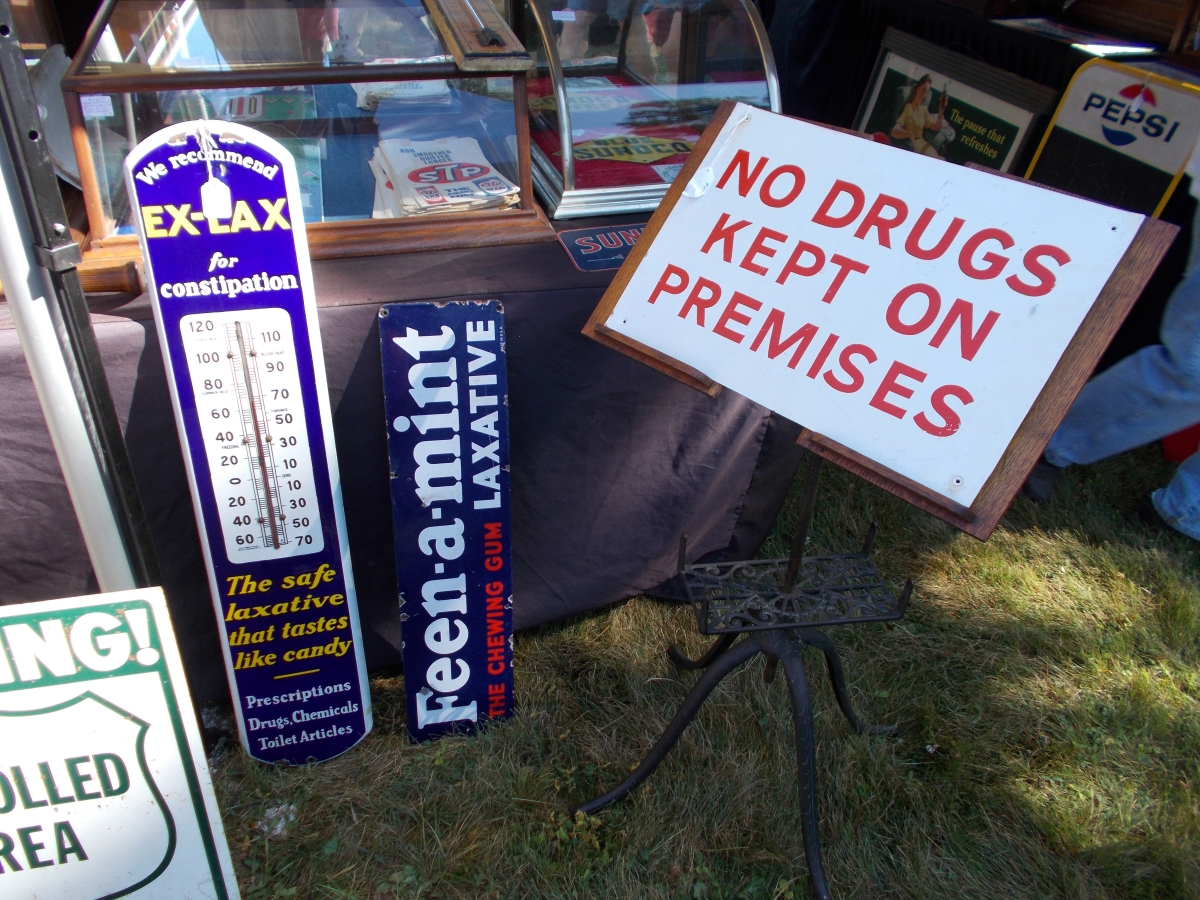 We recommend
EX-LAX
for
constipation
120
110
100
90
80
70
60
50
40
30
20
10
0
10
20
30
40
50
60
70
The safe
laxative
that tastes
like candy
Prescriptions
Drugs, Chemicals
Toilet Articles
Feen-a-mint
LAXATIVE
THE CHEWING GUM
NO DRUGS
KEPT ON
PREMISES
STP
SUNOCO
SUN
The pause that
refreshes
PEPSI
NG!
OLLED
REA